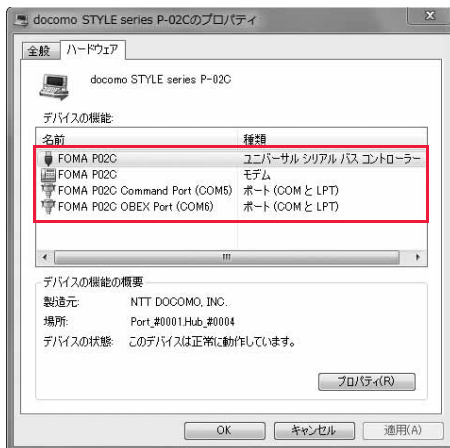 docomo STYLE series P-02Cのプロパティ
全般 ハードウェア
docomo STYLE series P-02C
デバイスの機能:
名前 種類
FOMA P02C ユニバーサル シリアル バス コントローラー
FOMA P02C モデム
FOMA P02C Command Port (COM5) ポート (COM と LPT)
FOMA P02C OBEX Port (COM6) ポート (COM と LPT)
デバイスの機能の概要
製造元: NTT DOCOMO, INC.
場所: Port_#0001.Hub_#0004
デバイスの状態: このデバイスは正常に動作しています。
プロパティ(R)
OK キャンセル 適用(A)